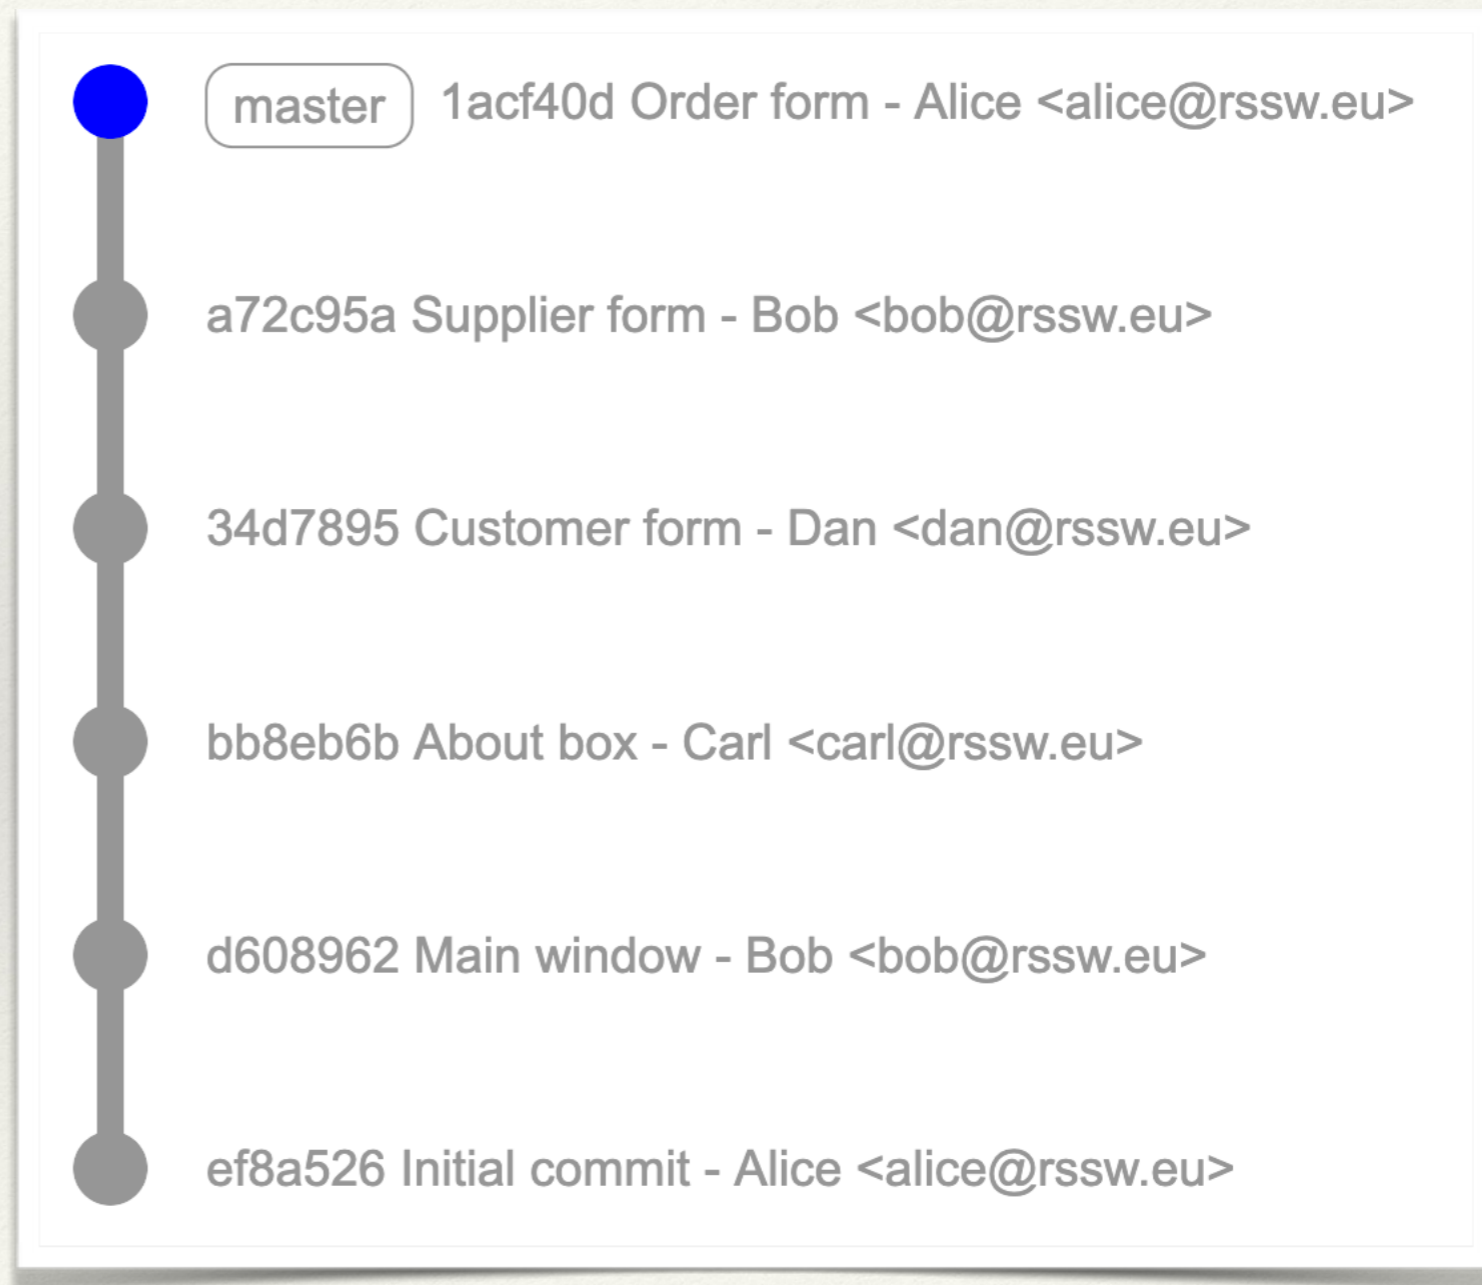 master 1acf40d Order form - Alice <alice@rssw.eu>
a72c95a Supplier form - Bob <bob@rssw.eu>
34d7895 Customer form - Dan <dan@rssw.eu>
bb8eb6b About box - Carl <carl@rssw.eu>
d608962 Main window - Bob <bob@rssw.eu>
ef8a526 Initial commit - Alice <alice@rssw.eu>